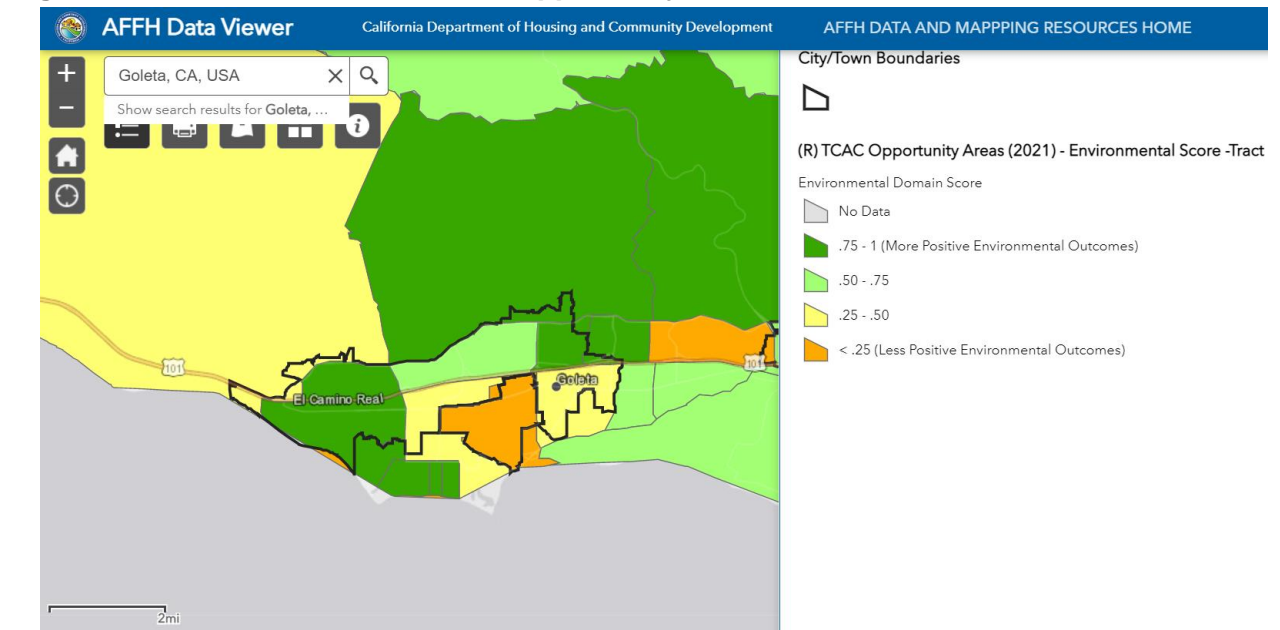 AFFH Data Viewer
California Department of Housing and Community Development
AFFH DATA AND MAPPPING RESOURCES HOME
+
−
Goleta, CA, USA
Show search results for Goleta, ...
101
El Camino Real
Goleta
101
2mi
City/Town Boundaries
(R) TCAC Opportunity Areas (2021) - Environmental Score -Tract
Environmental Domain Score
No Data
.75 - 1 (More Positive Environmental Outcomes)
.50 - .75
.25 - .50
< .25 (Less Positive Environmental Outcomes)